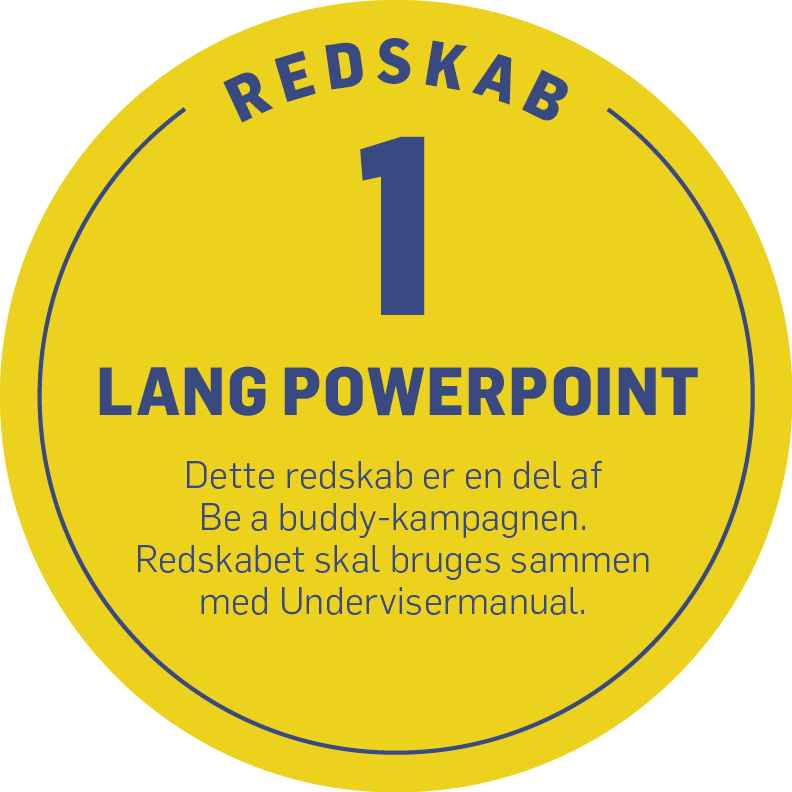 REDSKAB
1
LANG POWERPOINT
Dette redskab er en del af
Be a buddy-kampagnen.
Redskabet skal bruges sammen
med Undervisermanual.